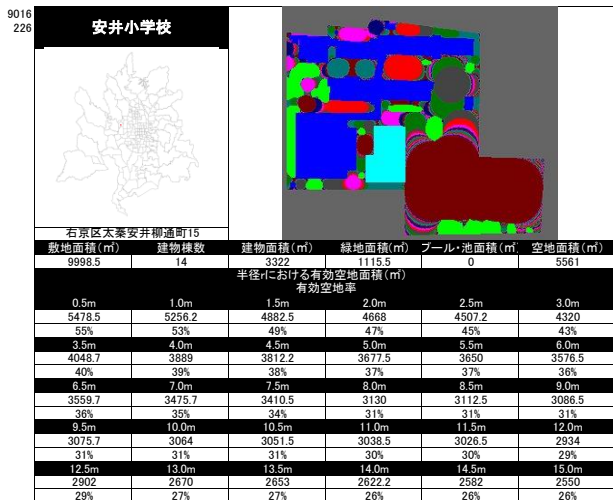 9016
226
安井小学校
右京区太秦安井柳通町15
敷地面積(㎡) 建物棟数 建物面積(㎡) 緑地面積(㎡) プール・池面積(㎡) 空地面積(㎡)
9998.5 14 3322 1115.5 0 5561
半径rにおける有効空地面積(㎡)
有効空地率
0.5m 1.0m 1.5m 2.0m 2.5m 3.0m
5478.5 5256.2 4882.5 4668 4507.2 4320
55% 53% 49% 47% 45% 43%
3.5m 4.0m 4.5m 5.0m 5.5m 6.0m
4048.7 3889 3812.2 3677.5 3650 3576.5
40% 39% 38% 37% 37% 36%
6.5m 7.0m 7.5m 8.0m 8.5m 9.0m
3559.7 3475.7 3410.5 3130 3112.5 3086.5
36% 35% 34% 31% 31% 31%
9.5m 10.0m 10.5m 11.0m 11.5m 12.0m
3075.7 3064 3051.5 3038.5 3026.5 2934
31% 31% 31% 30% 30% 29%
12.5m 13.0m 13.5m 14.0m 14.5m 15.0m
2902 2670 2653 2622.2 2582 2550
29% 27% 27% 26% 26% 26%